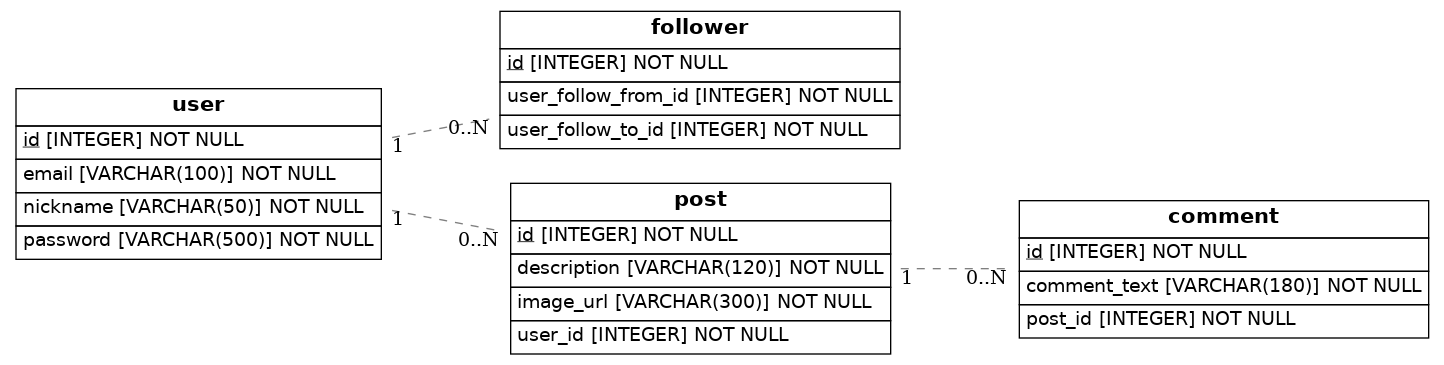 user
id [INTEGER] NOT NULL
email [VARCHAR(100)] NOT NULL
nickname [VARCHAR(50)] NOT NULL
password [VARCHAR(500)] NOT NULL
1
0..N
follower
id [INTEGER] NOT NULL
user_follow_from_id [INTEGER] NOT NULL
user_follow_to_id [INTEGER] NOT NULL
1
0..N
post
id [INTEGER] NOT NULL
description [VARCHAR(120)] NOT NULL
image_url [VARCHAR(300)] NOT NULL
user_id [INTEGER] NOT NULL
1
0..N
comment
id [INTEGER] NOT NULL
comment_text [VARCHAR(180)] NOT NULL
post_id [INTEGER] NOT NULL